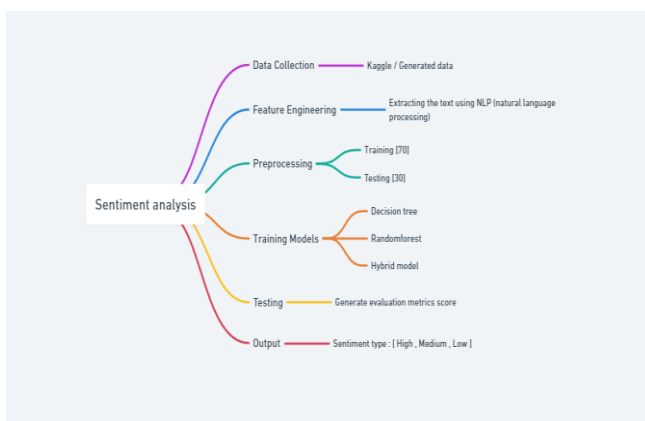 Data Collection
Kaggle / Generated data
Feature Engineering
Extracting the text using NLP (natural language
processing)
Preprocessing
Training [70]
Testing [30]
Sentiment analysis
Training Models
Decision tree
Randomforest
Hybrid model
Testing
Generate evaluation metrics score
Output
Sentiment type : [ High , Medium , Low ]